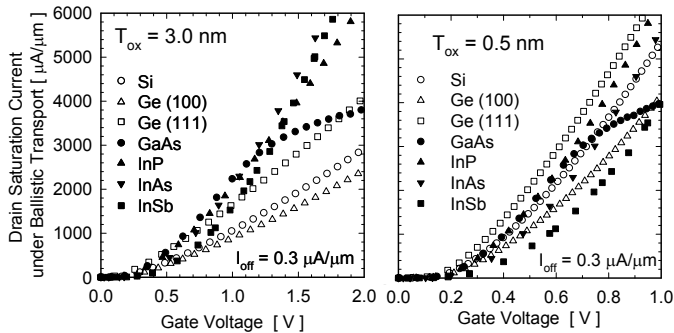 Drain Saturation Current
under Ballistic Transport [ μA/μm ]
6000
5000
4000
3000
2000
1000
0
T_ox = 3.0 nm
Si
Ge (100)
Ge (111)
GaAs
InP
InAs
InSb
I_off = 0.3 μA/μm
0.0 0.5 1.0 1.5 2.0
Gate Voltage [ V ]
T_ox = 0.5 nm
Si
Ge (100)
Ge (111)
GaAs
InP
InAs
InSb
I_off = 0.3 μA/μm
0.0 0.2 0.4 0.6 0.8 1.0
Gate Voltage [ V ]